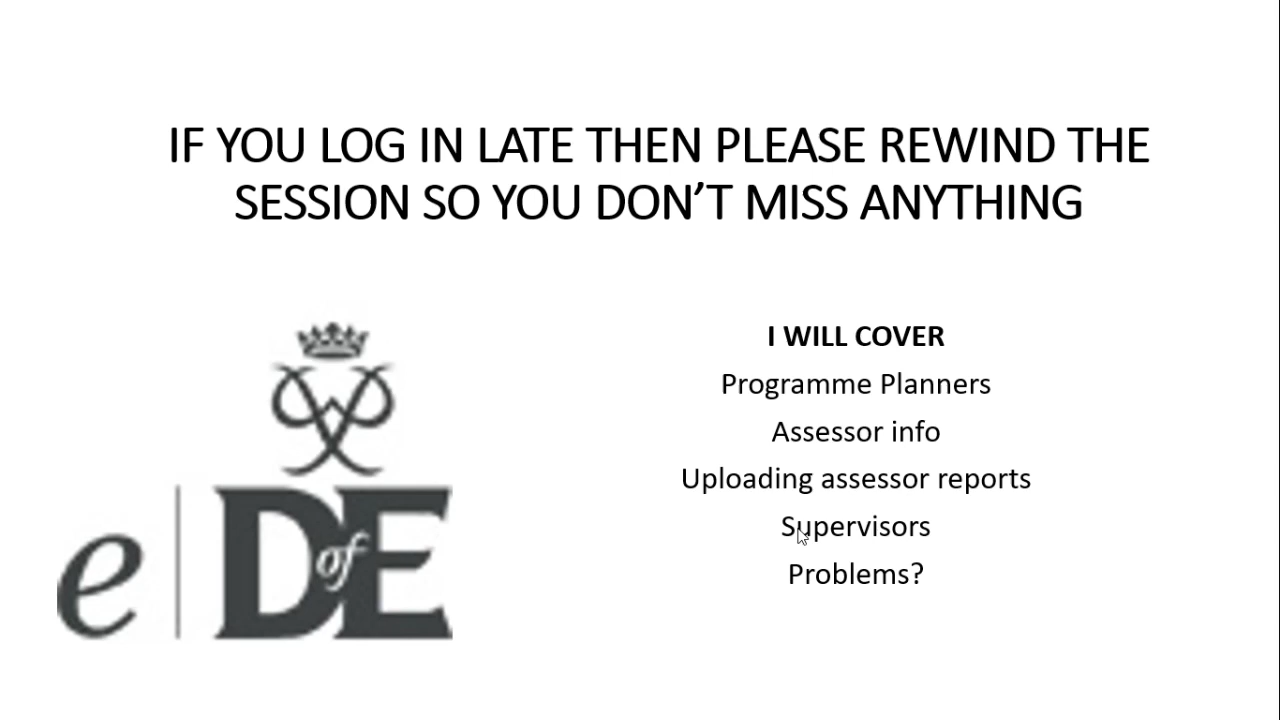 IF YOU LOG IN LATE THEN PLEASE REWIND THE
SESSION SO YOU DON’T MISS ANYTHING
I WILL COVER
Programme Planners
Assessor info
Uploading assessor reports
Supervisors
Problems?
e DofE